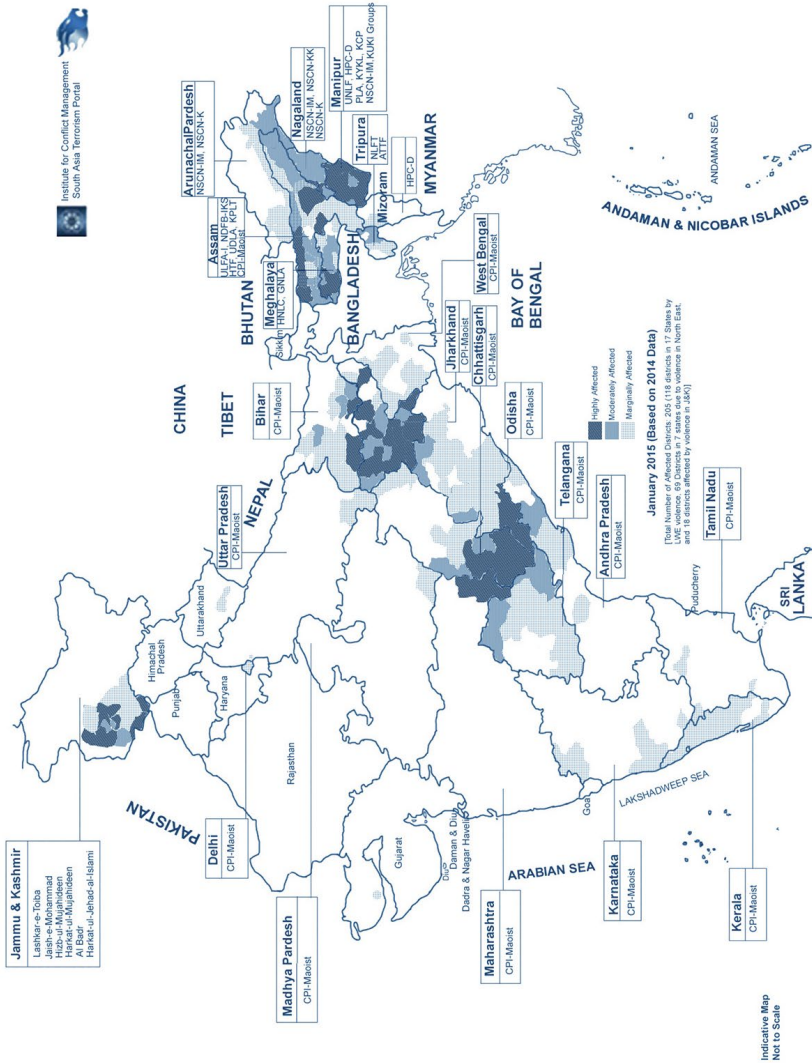 Institute for Conflict Management
South Asia Terrorism Portal
Jammu & Kashmir
Lashkar-e-Toiba
Jaish-e-Mohammad
Hizb-ul-Mujahideen
Harkat-ul-Mujahideen
Al Badr
Harkat-ul-Jehad-al-Islami
PAKISTAN
Himachal
Pradesh
Punjab
Haryana
Uttarakhand
Delhi
CPI-Maoist
Rajasthan
Uttar Pradesh
CPI-Maoist
NEPAL
CHINA
TIBET
Bihar
CPI-Maoist
Sikkim
BHUTAN
BANGLADESH
MYANMAR
ArunachalPardesh
NSCN-IM, NSCN-K
Assam
ULFA-I, NDFB-IKS
HTF, UDLA, KPLT
CPI-Maoist
Meghalaya
HNLC, GNLA
Nagaland
NSCN-IM, NSCN-KK
NSCN-K
Manipur
UNLF, HPC-D
PLA, KYKL, KCP
NSCN-IM,KUKI Groups
Tripura
NLFT
ATTF
Mizoram
HPC-D
Madhya Pardesh
CPI-Maoist
Gujarat
Diu
Daman & Diu
Dadra & Nagar Haveli
Jharkhand
CPI-Maoist
West Bengal
CPI-Maoist
Chhattisgarh
CPI-Maoist
Odisha
CPI-Maoist
BAY OF
BENGAL
Maharashtra
CPI-Maoist
ARABIAN SEA
Telangana
CPI-Maoist
Andhra Pradesh
CPI-Maoist
Goa
Karnataka
CPI-Maoist
LAKSHADWEEP SEA
Kerala
CPI-Maoist
Puducherry
Tamil Nadu
CPI-Maoist
SRI
LANKA
ANDAMAN SEA
ANDAMAN & NICOBAR ISLANDS
Highly Affected
Moderately Affected
Marginally Affected
January 2015 (Based on 2014 Data)
[Total Number of Affected Districts: 205 (118 districts in 17 States by
LWE violence, 69 Districts in 7 states due to violence in North East,
and 18 districts affected by violence in J&K)]
Indicative Map
Not to Scale